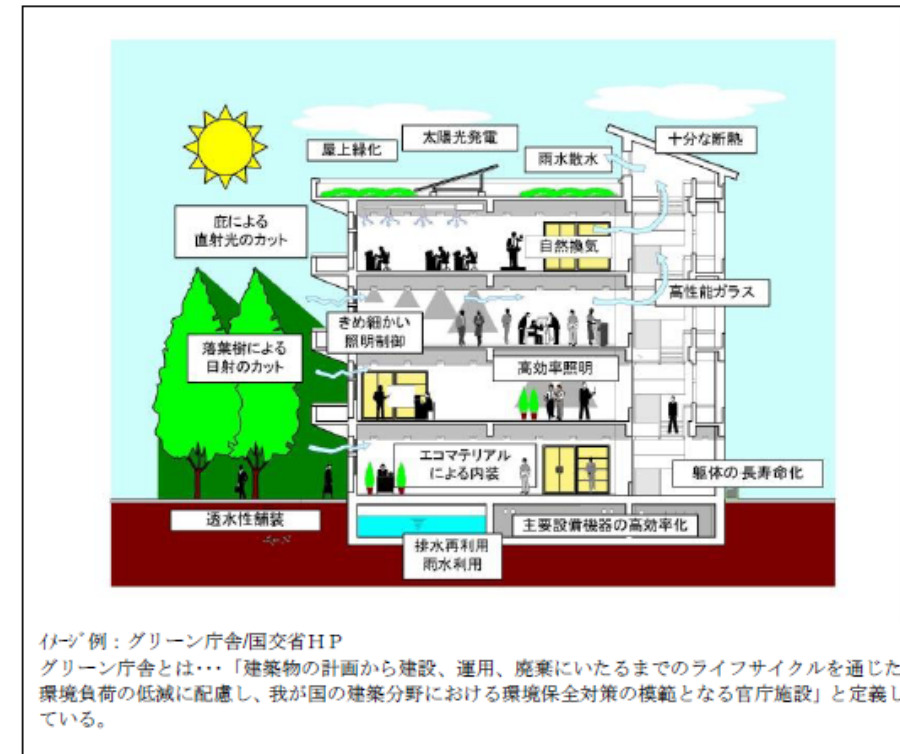 太陽光発電
十分な断熱
屋上緑化
雨水散水
庇による
直射光のカット
自然換気
高性能ガラス
きめ細かい
照明制御
落葉樹による
日射のカット
高効率照明
エコマテリアル
による内装
躯体の長寿命化
透水性舗装
主要設備機器の高効率化
排水再利用
雨水利用
ｲﾒｰｼﾞ例：グリーン庁舎/国交省ＨＰ
グリーン庁舎とは･･･「建築物の計画から建設、運用、廃棄にいたるまでのライフサイクルを通じた
環境負荷の低減に配慮し、我が国の建築分野における環境保全対策の模範となる官庁施設」と定義し
ている。